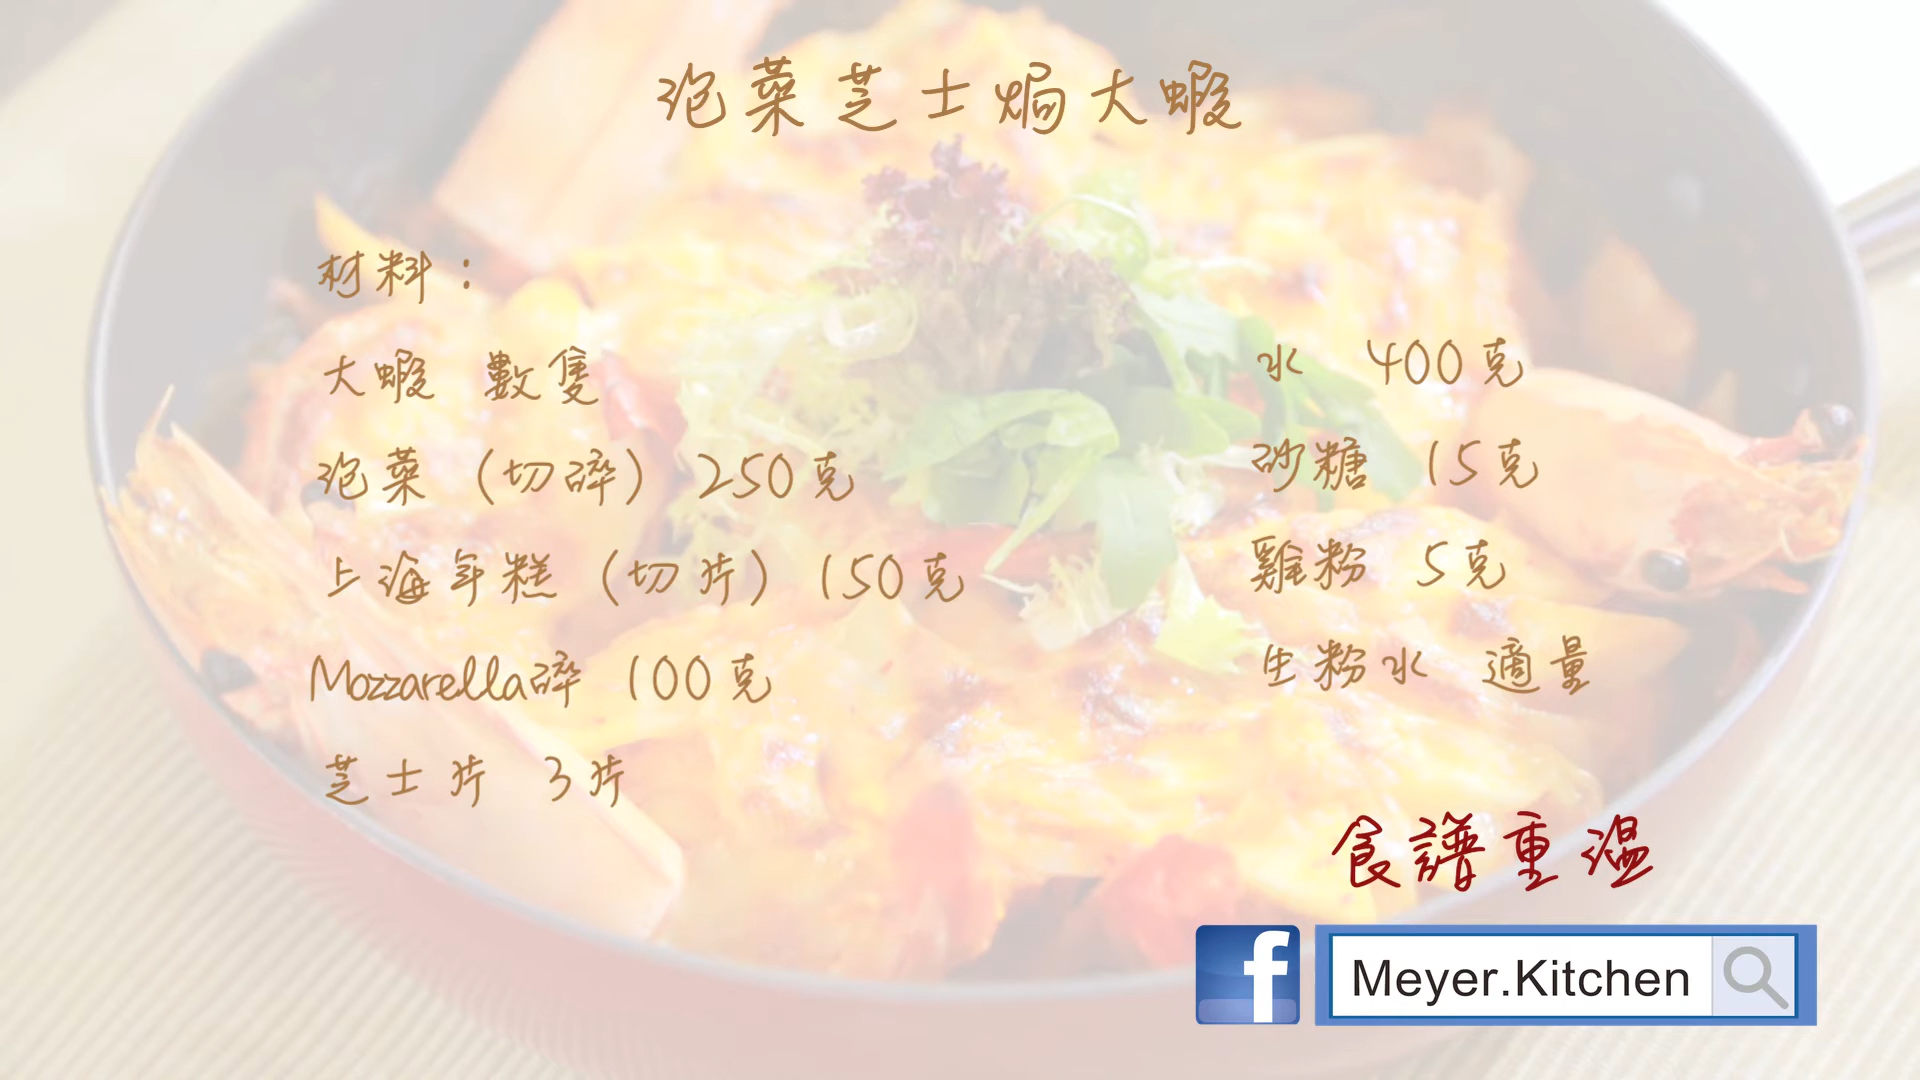 泡菜芝士焗大蝦
材料：
大蝦 數隻
泡菜（切碎） 250克
上海年糕（切片） 150克
Mozzarella碎 100克
芝士片 3片
水 400克
砂糖 15克
雞粉 5克
生粉水 適量
食譜重溫
f Meyer.Kitchen